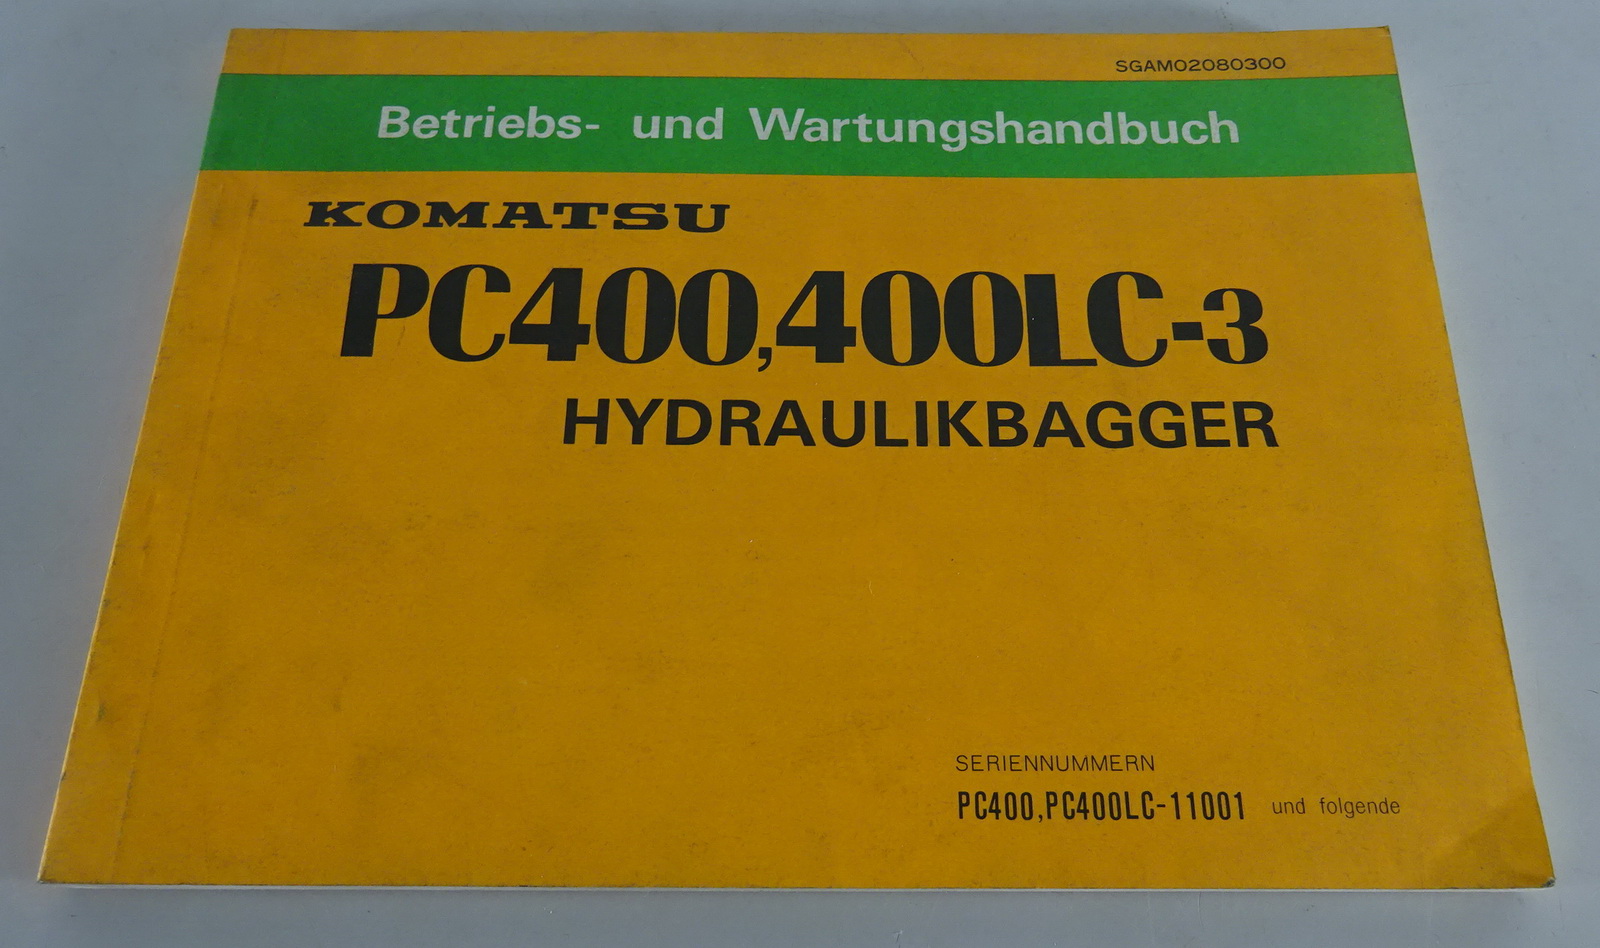 SGAM02080300
Betriebs- und Wartungshandbuch
KOMATSU
PC400,400LC-3
HYDRAULIKBAGGER
SERIENNUMMERN
PC400,PC400LC-11001 und folgende